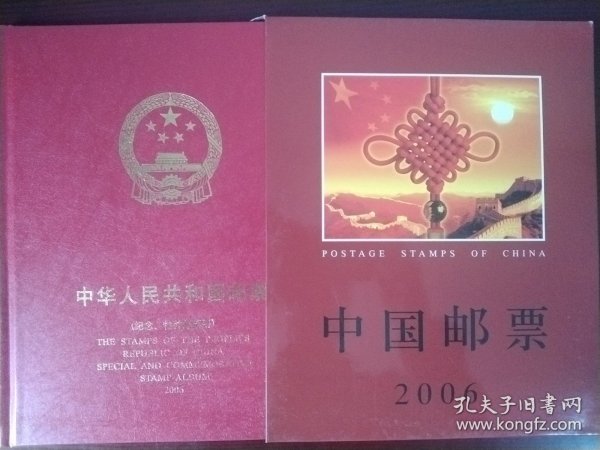 中华人民共和国邮票
THE STAMPS OF THE PEOPLE'S
REPUBLIC OF CHINA
SPECIAL AND COMMEMORATIVE
STAMP ALBUM
POSTAGE STAMPS OF CHINA
中国邮票
2006
孔夫子旧书网
www.kongfz.com